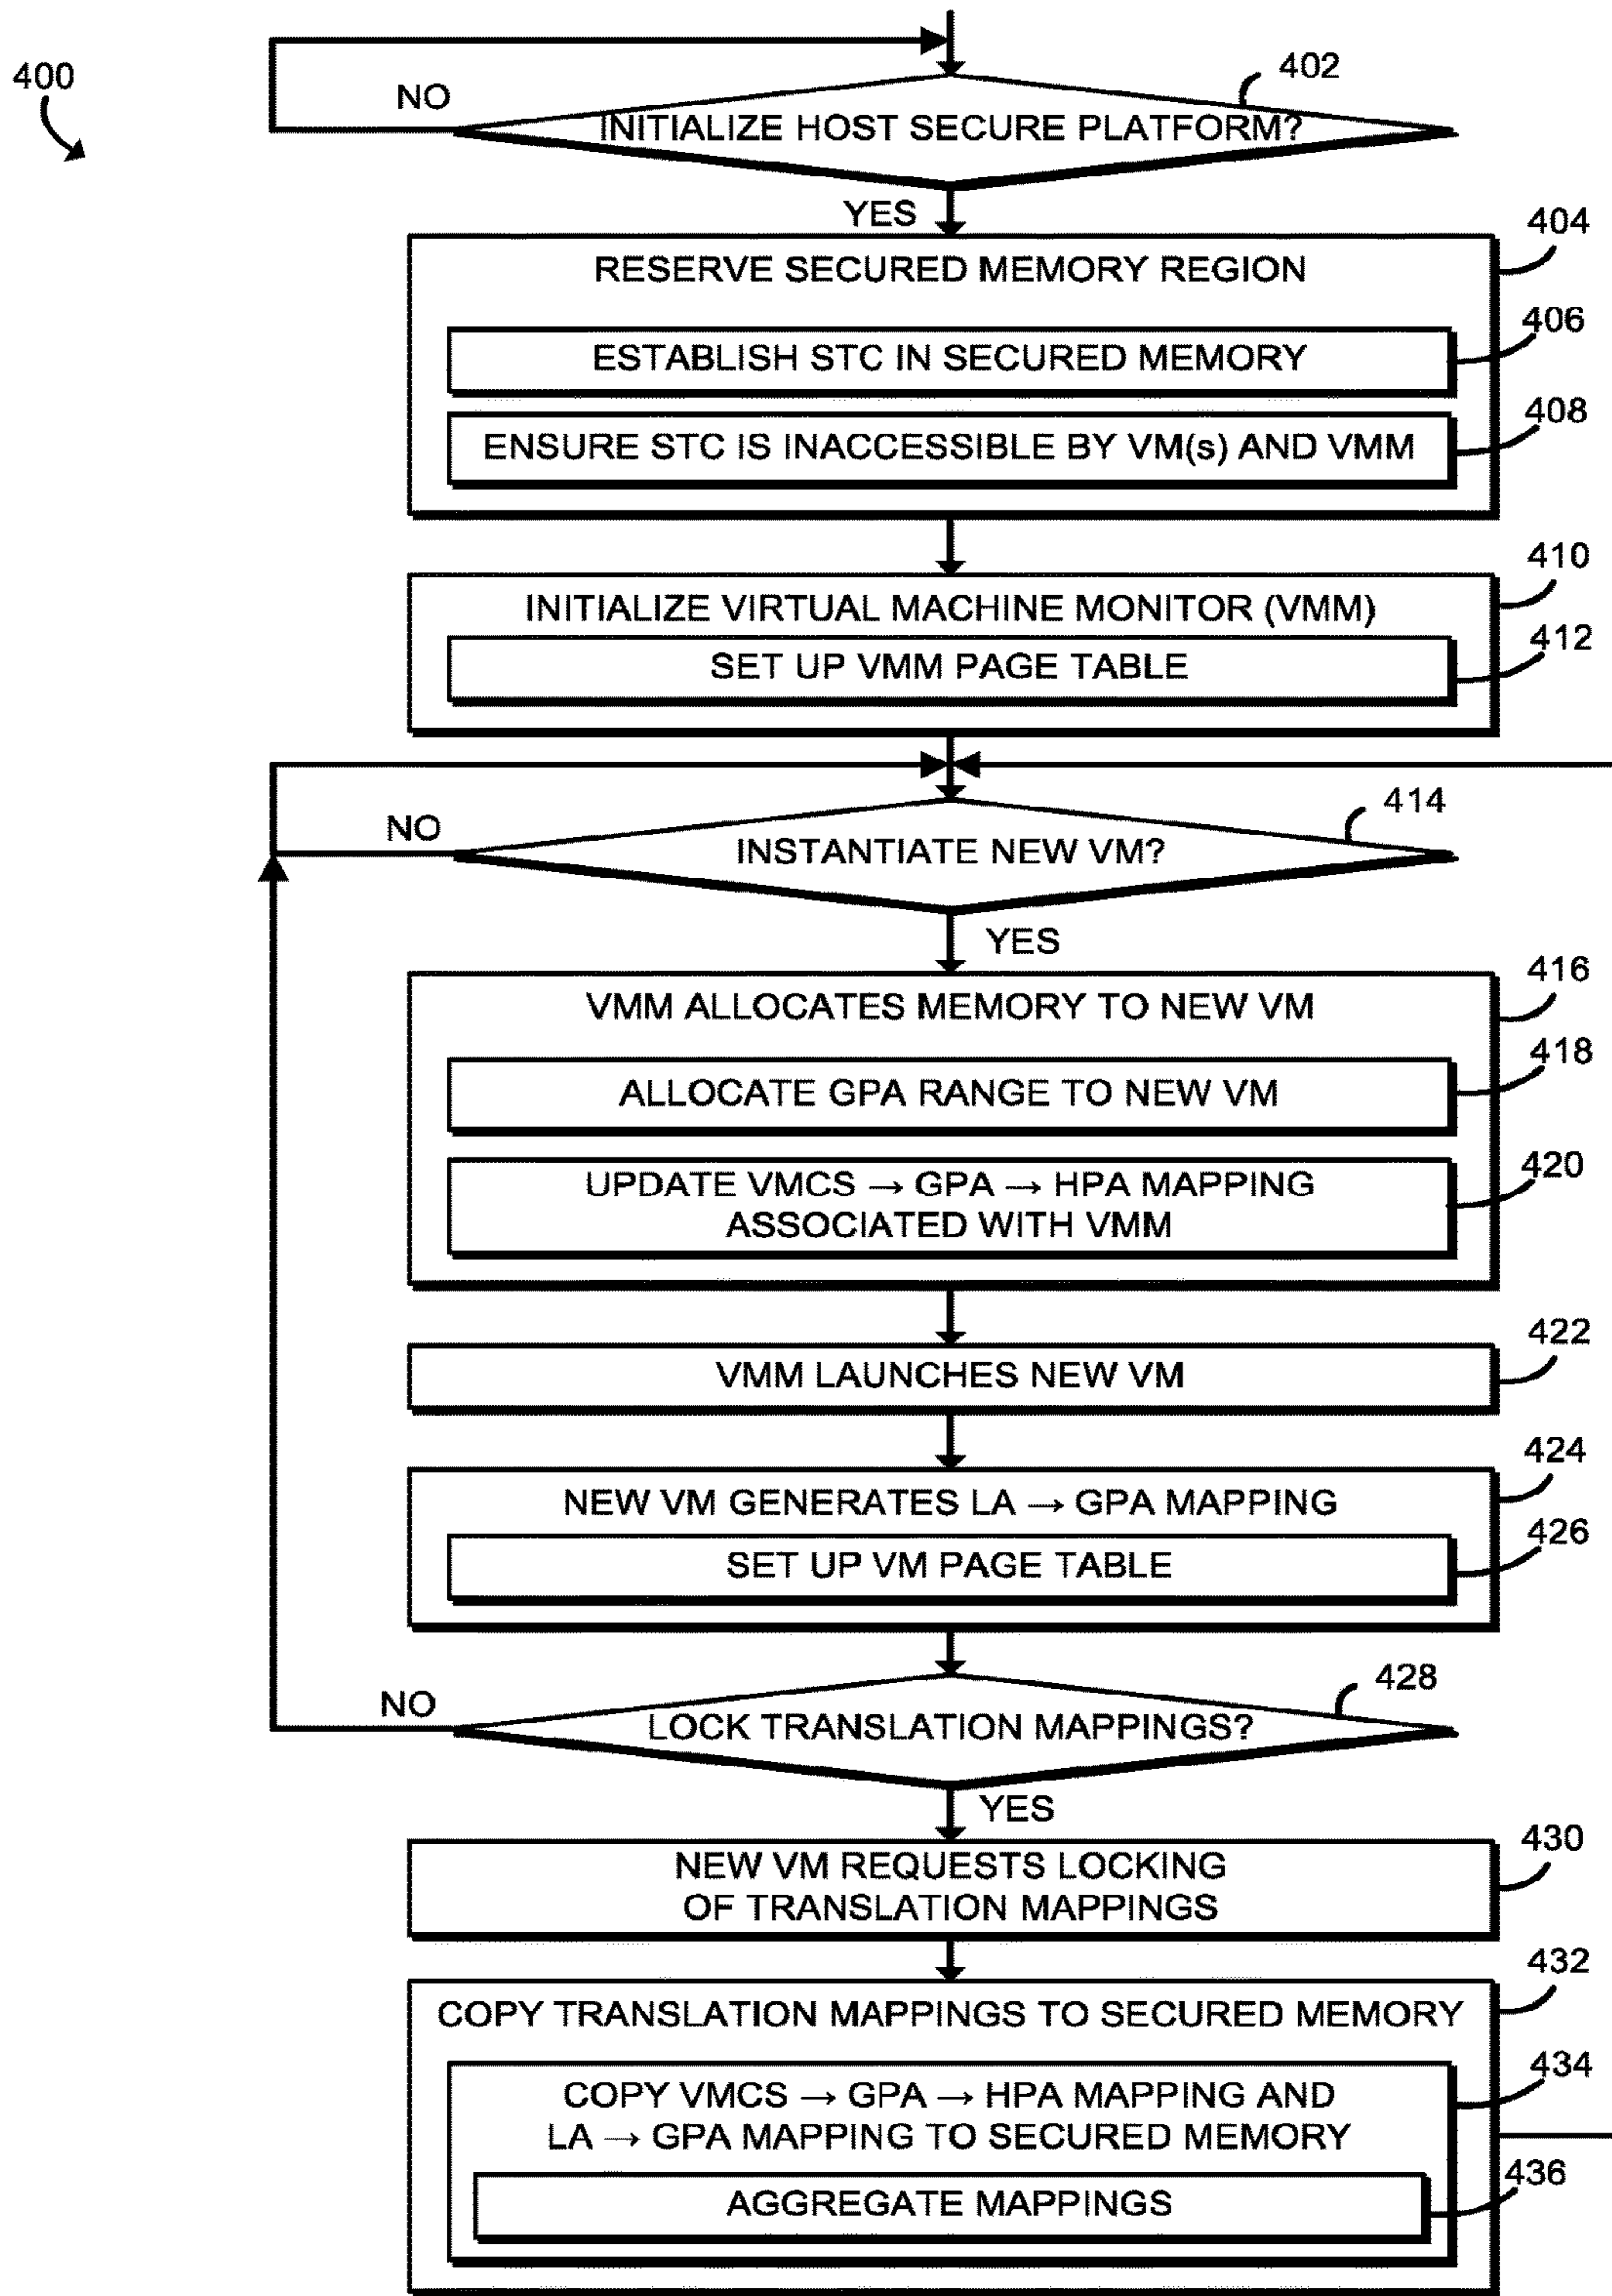 400
402
NO
INITIALIZE HOST SECURE PLATFORM?
YES
404
RESERVE SECURED MEMORY REGION
406
ESTABLISH STC IN SECURED MEMORY
408
ENSURE STC IS INACCESSIBLE BY VM(s) AND VMM
410
INITIALIZE VIRTUAL MACHINE MONITOR (VMM)
412
SET UP VMM PAGE TABLE
414
NO
INSTANTIATE NEW VM?
YES
416
VMM ALLOCATES MEMORY TO NEW VM
418
ALLOCATE GPA RANGE TO NEW VM
420
UPDATE VMCS → GPA → HPA MAPPING
ASSOCIATED WITH VMM
422
VMM LAUNCHES NEW VM
424
NEW VM GENERATES LA → GPA MAPPING
426
SET UP VM PAGE TABLE
428
NO
LOCK TRANSLATION MAPPINGS?
YES
430
NEW VM REQUESTS LOCKING
OF TRANSLATION MAPPINGS
432
COPY TRANSLATION MAPPINGS TO SECURED MEMORY
434
COPY VMCS → GPA → HPA MAPPING AND
LA → GPA MAPPING TO SECURED MEMORY
436
AGGREGATE MAPPINGS